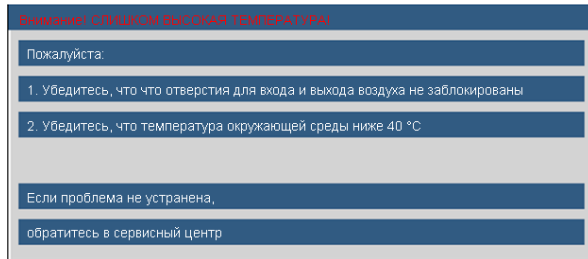 Внимание! СЛИШКОМ ВЫСОКАЯ ТЕМПЕРАТУРА!
Пожалуйста:
1. Убедитесь, что что отверстия для входа и выхода воздуха не заблокированы
2. Убедитесь, что температура окружающей среды ниже 40 °C
Если проблема не устранена,
обратитесь в сервисный центр